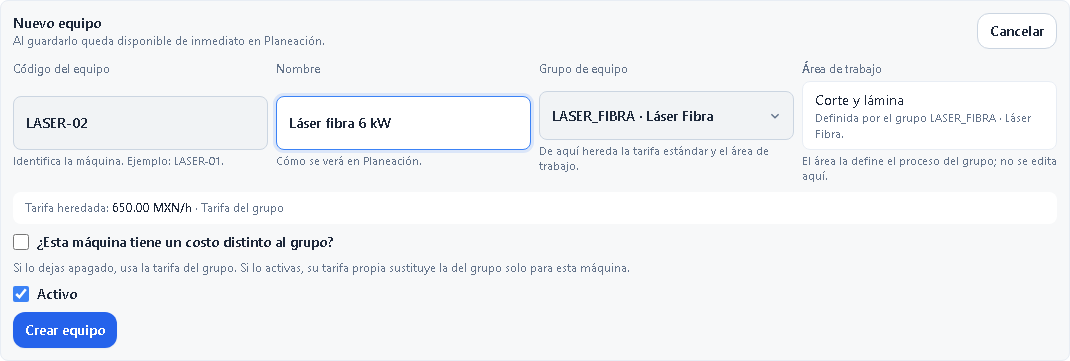 Nuevo equipo
Al guardarlo queda disponible de inmediato en Planeación.
Cancelar
Código del equipo
Nombre
Grupo de equipo
Área de trabajo
LASER-02
Láser fibra 6 kW
LASER_FIBRA · Láser Fibra
Corte y lámina
Definida por el grupo LASER_FIBRA · Láser
Fibra.
Identifica la máquina. Ejemplo: LASER-01.
Cómo se verá en Planeación.
De aquí hereda la tarifa estándar y el área de
trabajo.
El área la define el proceso del grupo; no se edita
aquí.
Tarifa heredada: 650.00 MXN/h · Tarifa del grupo
¿Esta máquina tiene un costo distinto al grupo?
Si lo dejas apagado, usa la tarifa del grupo. Si lo activas, su tarifa propia sustituye la del grupo solo para esta máquina.
Activo
Crear equipo